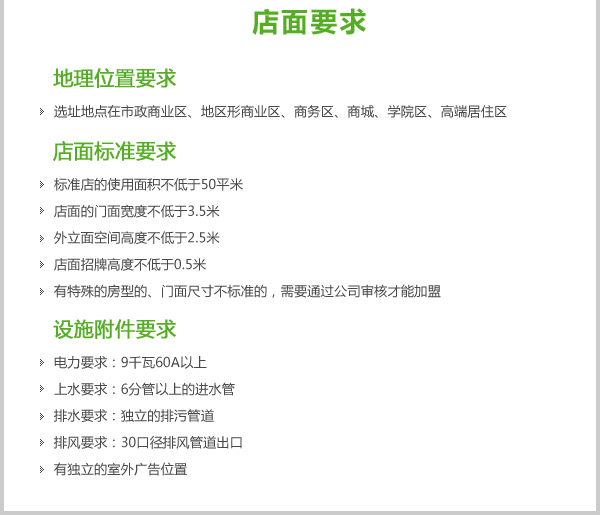 店面要求
地理位置要求
选址地点在市政商业区、地区形商业区、商务区、商城、学院区、高端居住区
店面标准要求
标准店的使用面积不低于50平米
店面的门面宽度不低于3.5米
外立面空间高度不低于2.5米
店面招牌高度不低于0.5米
有特殊的房型的、门面尺寸不标准的，需要通过公司审核才能加盟
设施附件要求
电力要求：9千瓦60A以上
上水要求：6分管以上的进水管
排水要求：独立的排污管道
排风要求：30口径排风管道出口
有独立的室外广告位置